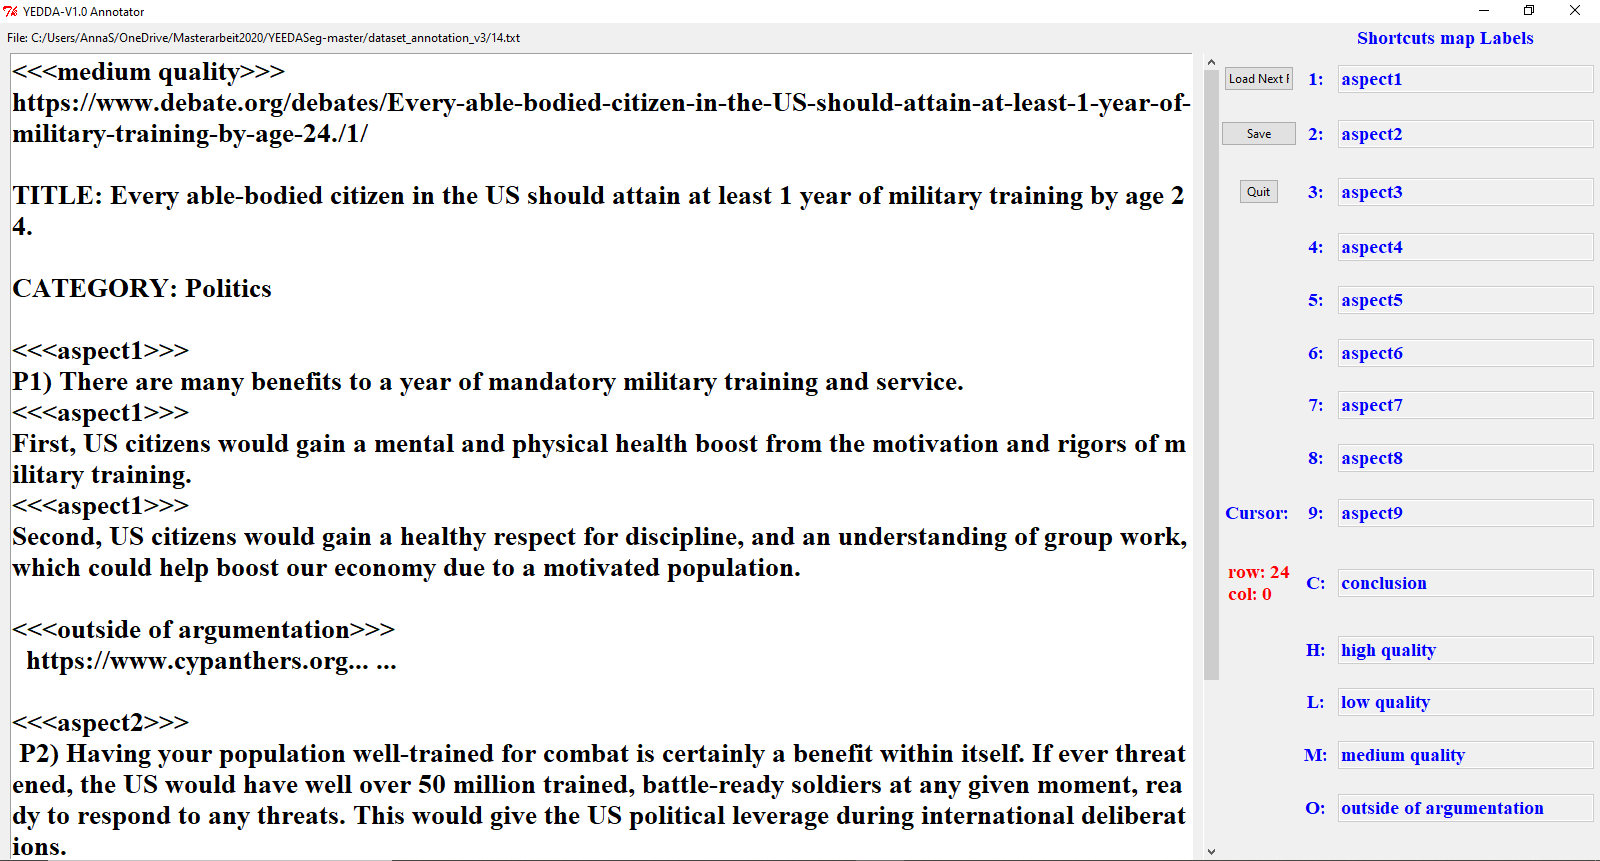 YEDDA-V1.0 Annotator
File: C:/Users/AnnaS/OneDrive/Masterarbeit2020/YEEDASeg-master/dataset_annotation_v3/14.txt
<<<medium quality>>>
https://www.debate.org/debates/Every-able-bodied-citizen-in-the-US-should-attain-at-least-1-year-of-
military-training-by-age-24./1/
TITLE: Every able-bodied citizen in the US should attain at least 1 year of military training by age 2
4.
CATEGORY: Politics
<<<aspect1>>>
P1) There are many benefits to a year of mandatory military training and service.
<<<aspect1>>>
First, US citizens would gain a mental and physical health boost from the motivation and rigors of m
ilitary training.
<<<aspect1>>>
Second, US citizens would gain a healthy respect for discipline, and an understanding of group work,
which could help boost our economy due to a motivated population.
<<<outside of argumentation>>>
https://www.cypanthers.org... ...
<<<aspect2>>>
P2) Having your population well-trained for combat is certainly a benefit within itself. If ever threat
ened, the US would have well over 50 million trained, battle-ready soldiers at any given moment, rea
dy to respond to any threats. This would give the US political leverage during international deliberat
ions.
Shortcuts map Labels
Load Next F
1: aspect1
Save
2: aspect2
Quit
3: aspect3
4: aspect4
5: aspect5
6: aspect6
7: aspect7
8: aspect8
Cursor:
9: aspect9
row: 24
col: 0
C: conclusion
H: high quality
L: low quality
M: medium quality
O: outside of argumentation